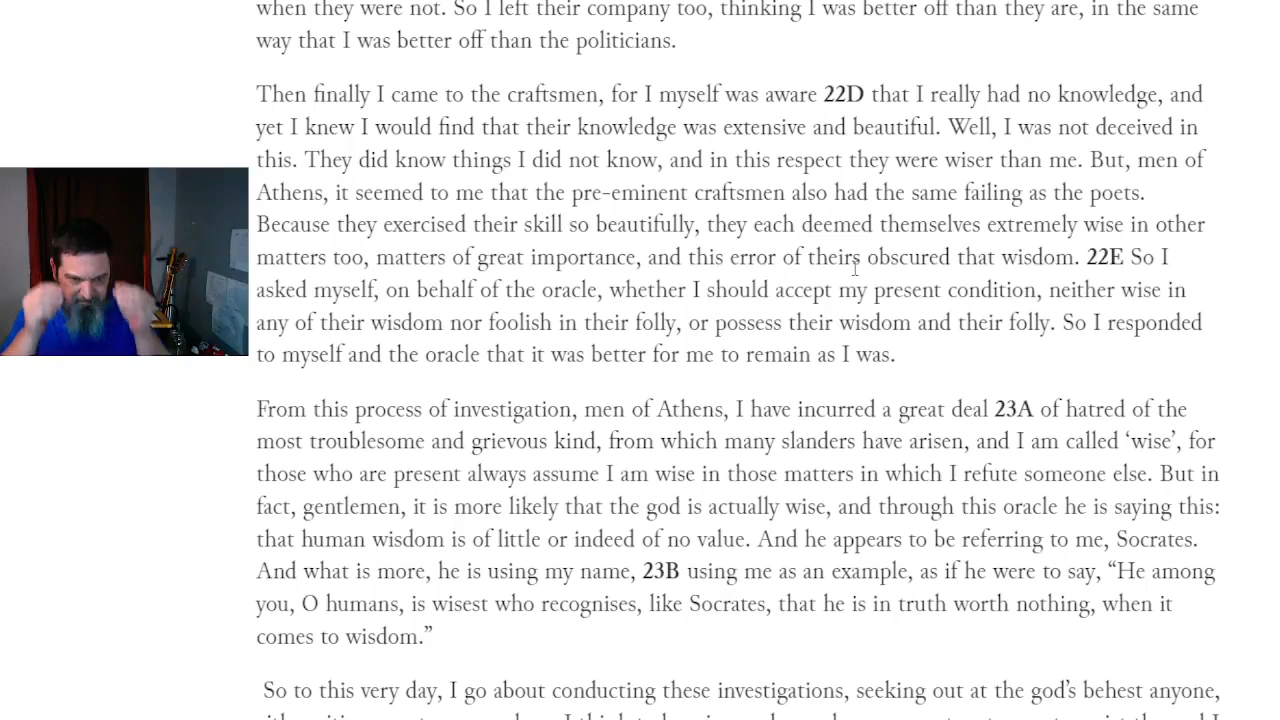 when they were not. So I left their company too, thinking I was better off than they are, in the same
way that I was better off than the politicians.
Then finally I came to the craftsmen, for I myself was aware 22D that I really had no knowledge, and
yet I knew I would find that their knowledge was extensive and beautiful. Well, I was not deceived in
this. They did know things I did not know, and in this respect they were wiser than me. But, men of
Athens, it seemed to me that the pre-eminent craftsmen also had the same failing as the poets.
Because they exercised their skill so beautifully, they each deemed themselves extremely wise in other
matters too, matters of great importance, and this error of theirs obscured that wisdom. 22E So I
asked myself, on behalf of the oracle, whether I should accept my present condition, neither wise in
any of their wisdom nor foolish in their folly, or possess their wisdom and their folly. So I responded
to myself and the oracle that it was better for me to remain as I was.
From this process of investigation, men of Athens, I have incurred a great deal 23A of hatred of the
most troublesome and grievous kind, from which many slanders have arisen, and I am called ‘wise’, for
those who are present always assume I am wise in those matters in which I refute someone else. But in
fact, gentlemen, it is more likely that the god is actually wise, and through this oracle he is saying this:
that human wisdom is of little or indeed of no value. And he appears to be referring to me, Socrates.
And what is more, he is using my name, 23B using me as an example, as if he were to say, “He among
you, O humans, is wisest who recognises, like Socrates, that he is in truth worth nothing, when it
comes to wisdom.”
So to this very day, I go about conducting these investigations, seeking out at the god’s behest anyone,